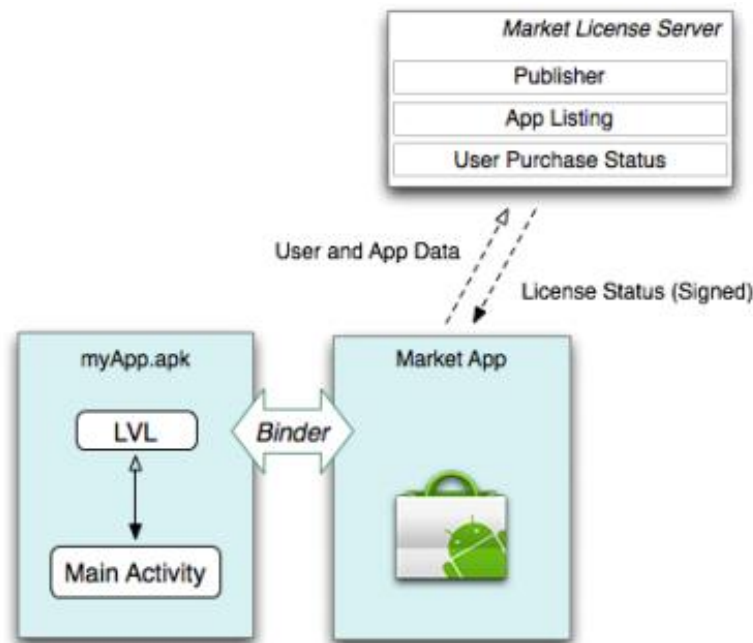 Market License Server
Publisher
App Listing
User Purchase Status
User and App Data
License Status (Signed)
myApp.apk
Market App
LVL
Binder
Main Activity